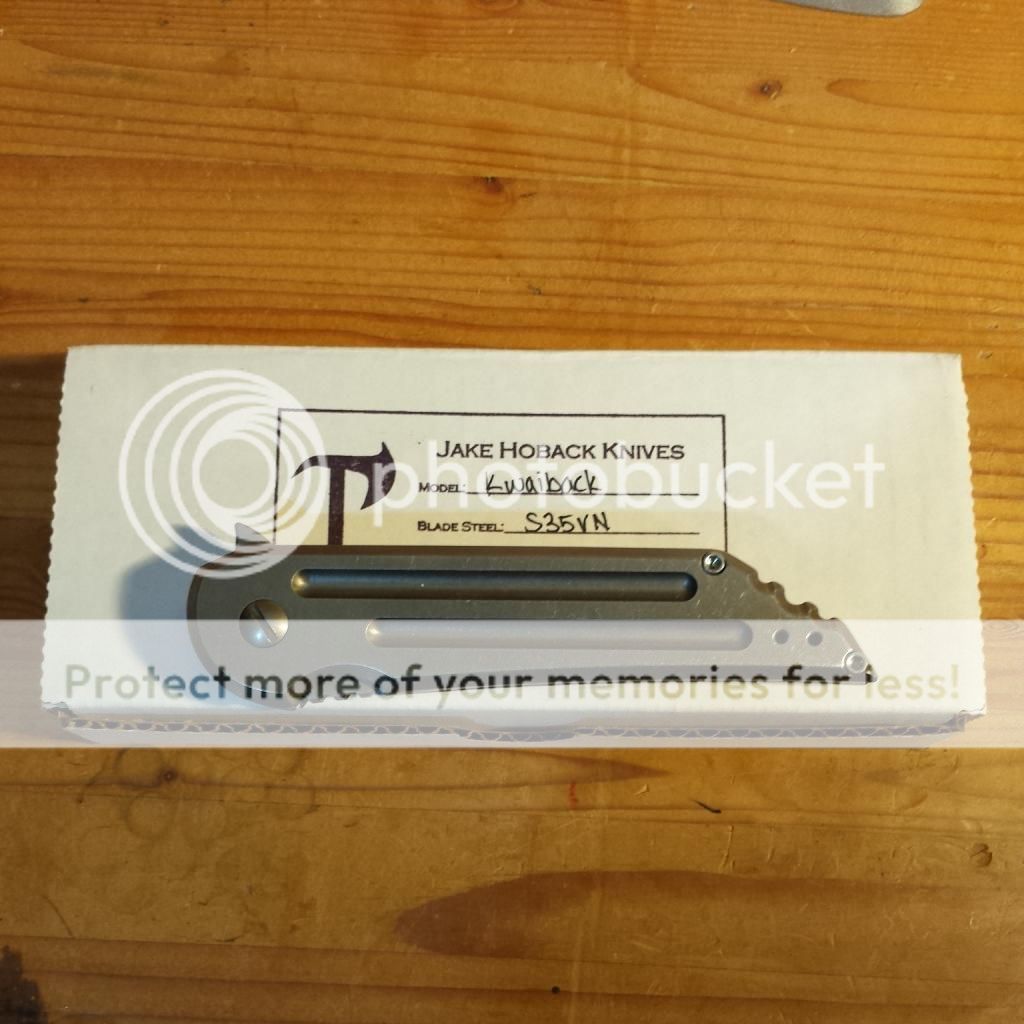 JAKE HOBACK KNIVES
MODEL: Kwaiback
BLADE STEEL: S35VN
photobucket
Protect more of your memories for less!